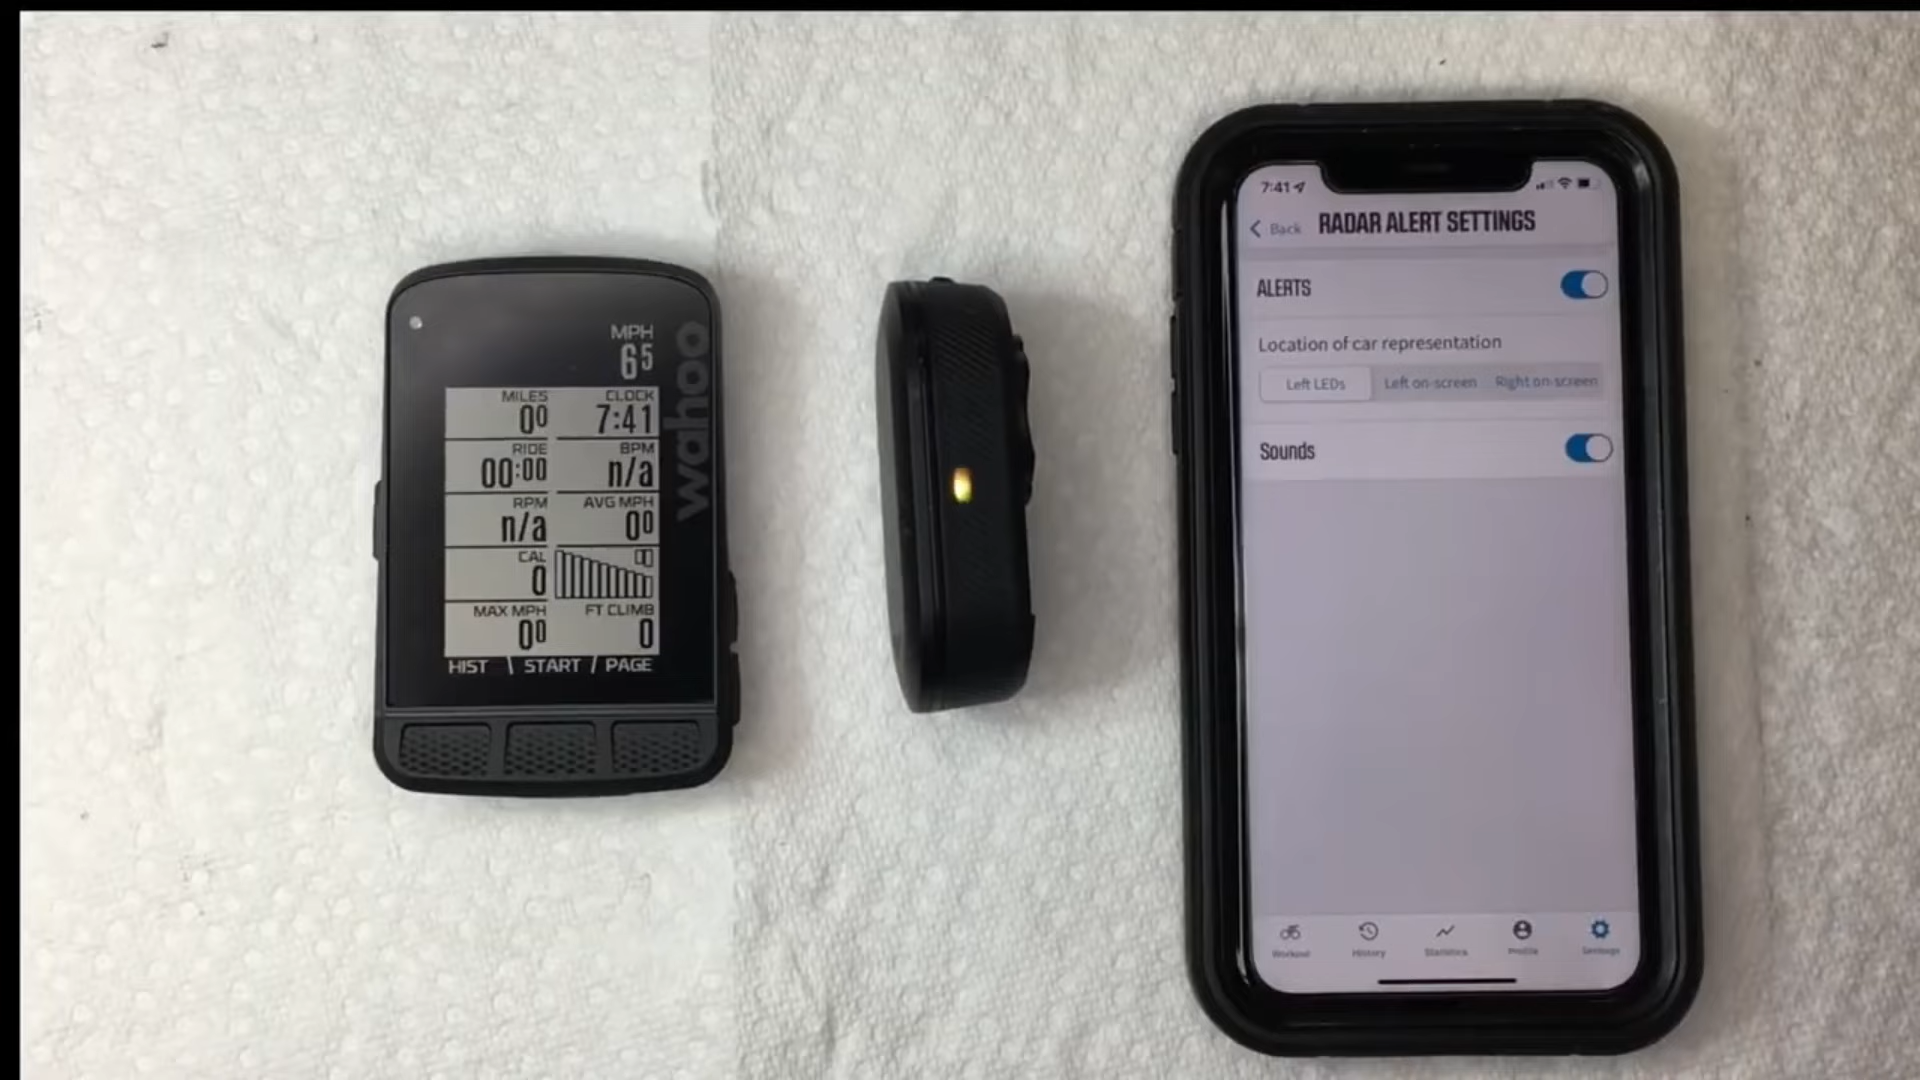 MPH
65
wahoo
MILES CLOCK
00 7:41
RIDE BPM
00:00 n/a
RPM AVG MPH
n/a 00
CAL
0
MAX MPH FT CLIMB
00 0
HIST \ START / PAGE
7:41
Back RADAR ALERT SETTINGS
ALERTS
Location of car representation
Left LEDs Left on-screen Right on-screen
Sounds
Workout History Statistics Profile Settings